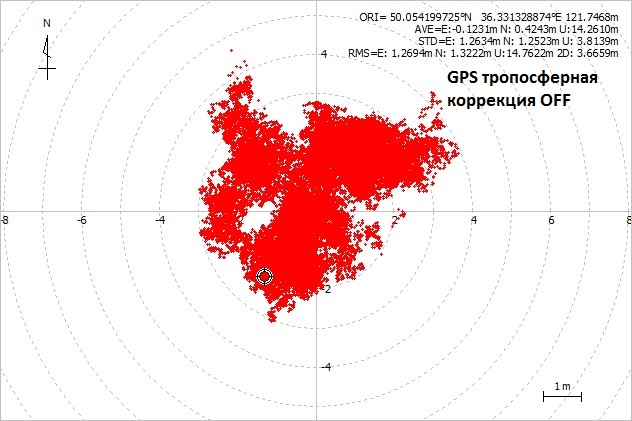 ORI= 50.054199725°N 36.331328874°E 121.7468m
AVE=E:-0.1231m N: 0.4243m U:14.2610m
STD=E: 1.2634m N: 1.2523m U: 3.8139m
RMS=E: 1.2694m N: 1.3222m U:14.7622m 2D: 3.6659m
N
4
GPS тропосферная
коррекция OFF
-8 -6 -4 2 4 6 8
-2
-4
1 m